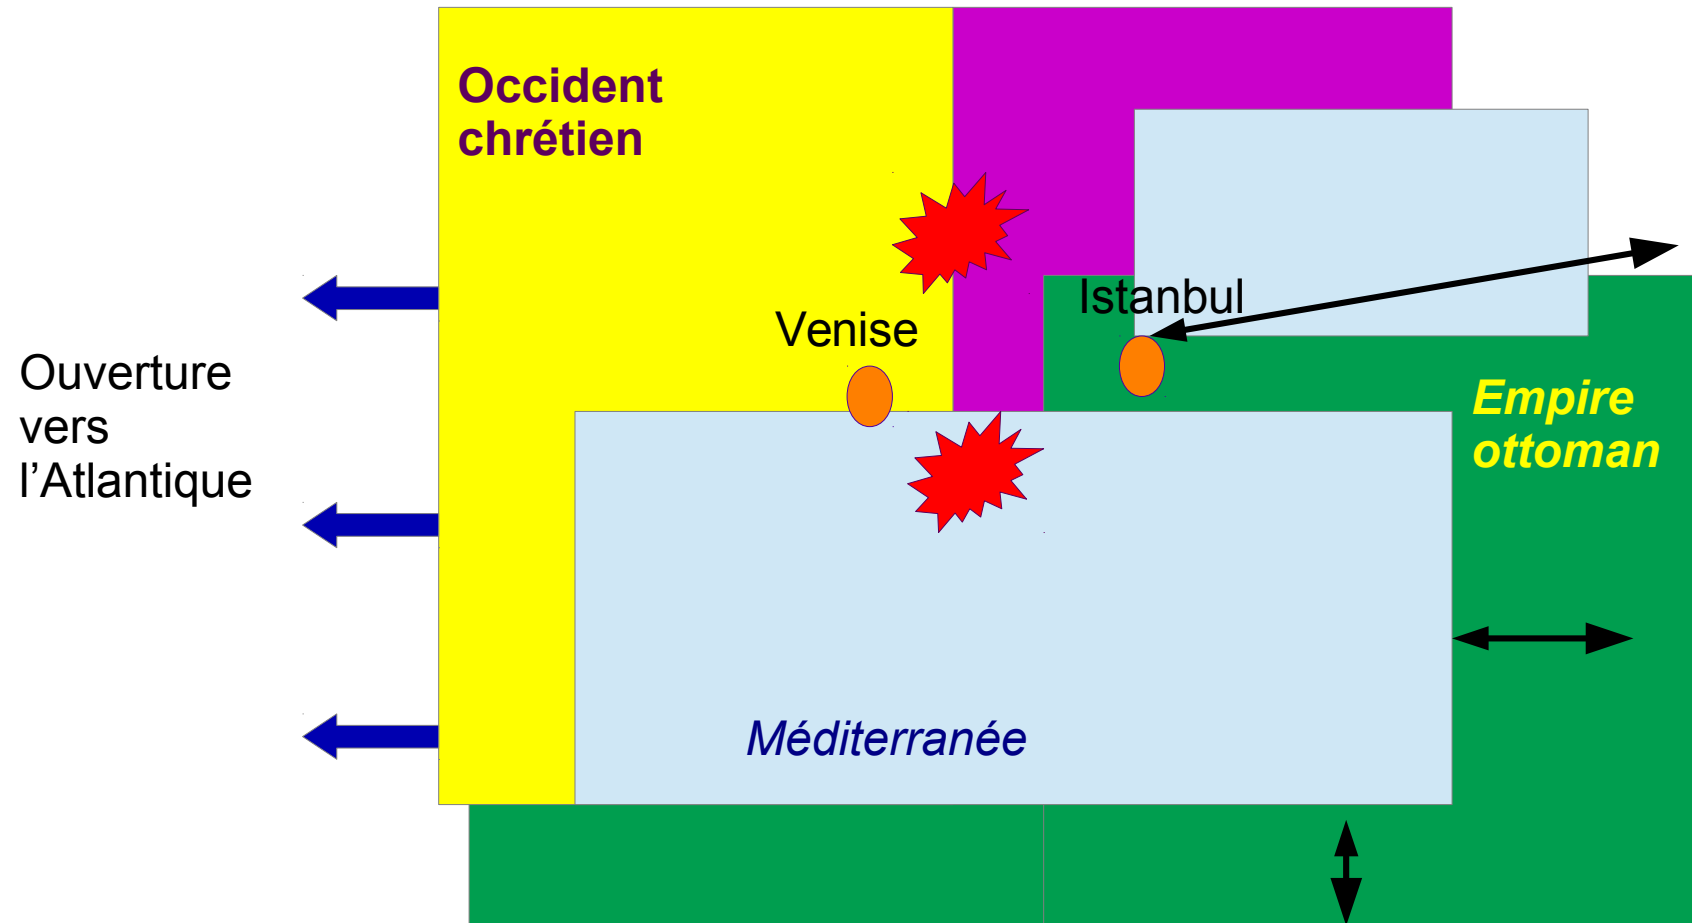 Occident
chrétien
Istanbul
Venise
Ouverture
vers
l’Atlantique
Empire
ottoman
Méditerranée